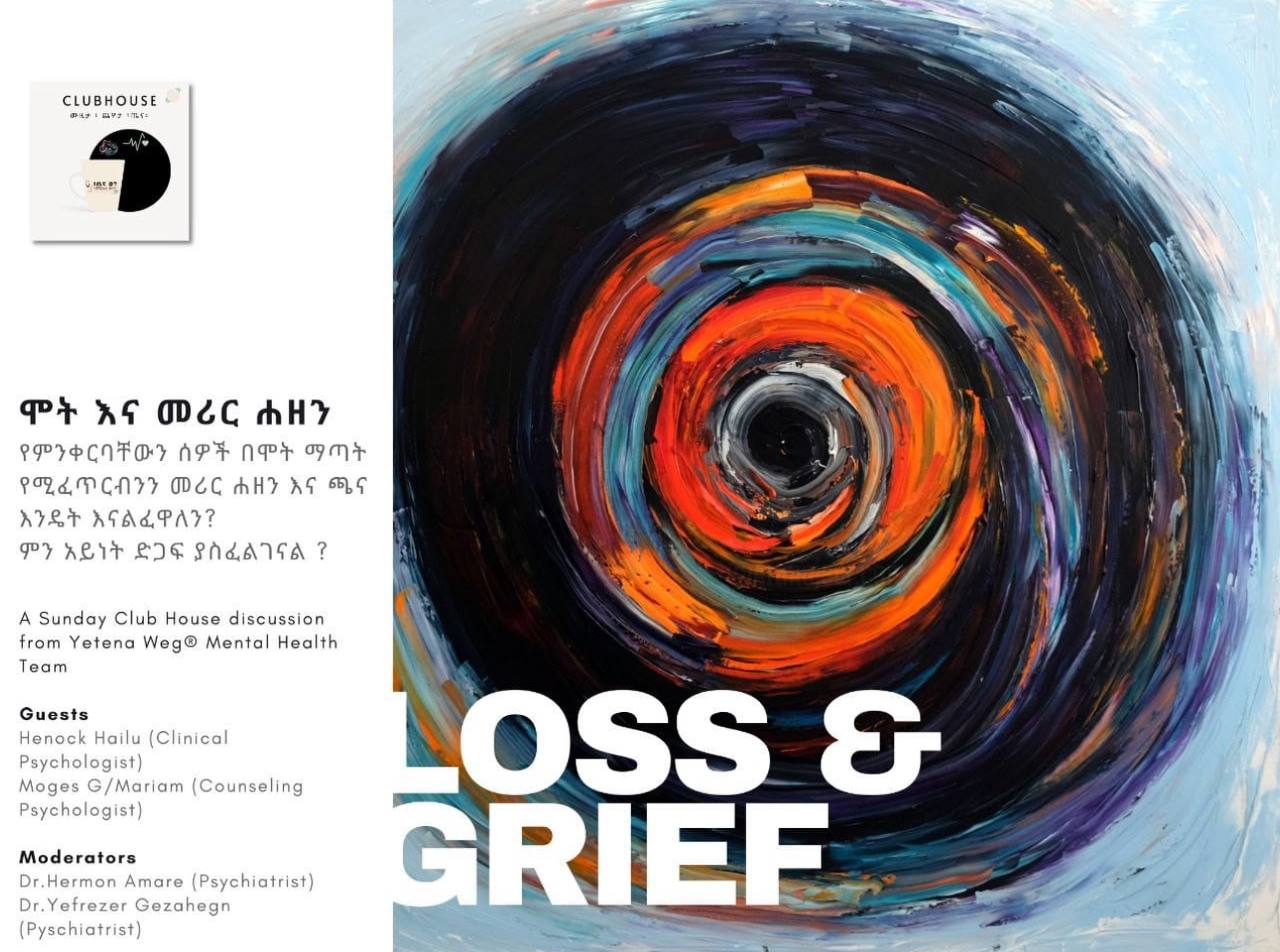 CLUBHOUSE
ሞት እና መሪር ሐዘን
የምንቀርባቸውን ሰዎች በሞት ማጣት
የሚፈጥርብንን መሪር ሐዘን እና ጫና
እንዴት እናልፈዋለን?
ምን አይነት ድጋፍ ያስፈልገናል ?
A Sunday Club House discussion
from Yetena Weg® Mental Health
Team
Guests
Henock Hailu (Clinical
Psychologist)
Moges G/Mariam (Counseling
Psychologist)
Moderators
Dr.Hermon Amare (Psychiatrist)
Dr.Yefrezer Gezahegn
(Pyschiatrist)
LOSS &
GRIEF